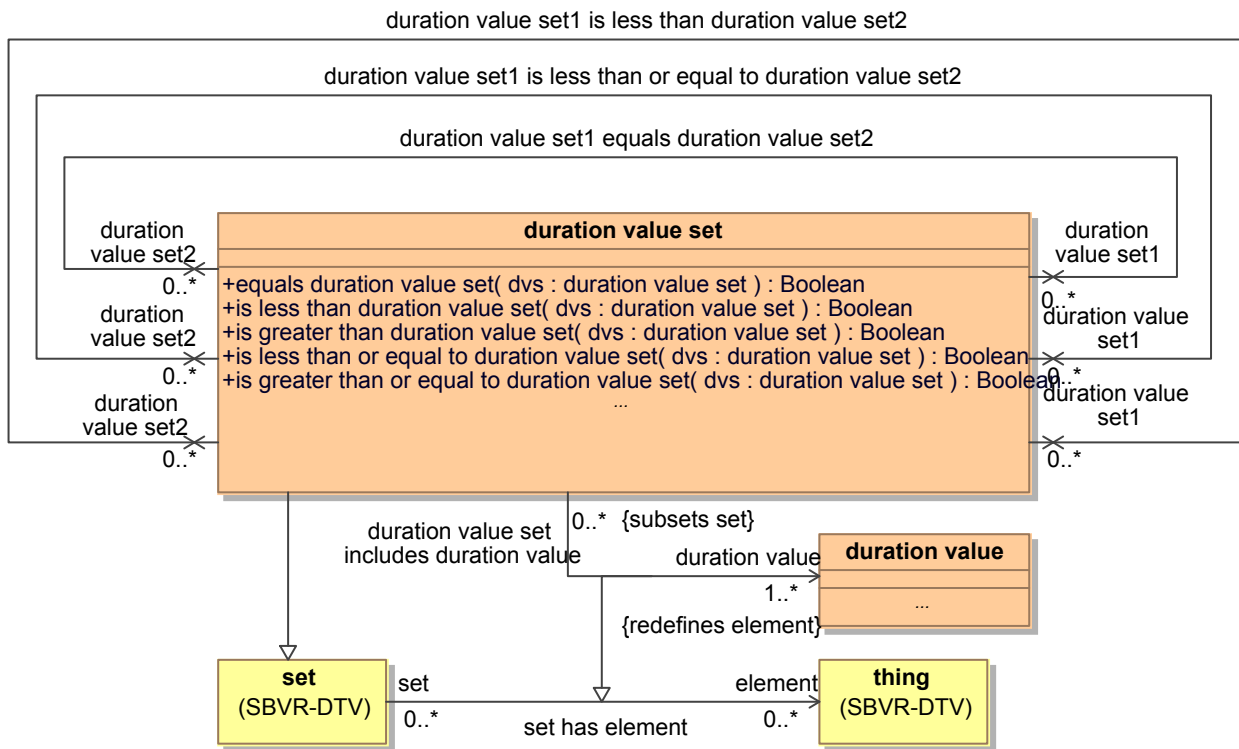 duration value set1 is less than duration value set2
duration value set1 is less than or equal to duration value set2
duration value set1 equals duration value set2
duration
value set2
0..*
duration value set
duration
value set1
0..*
+equals duration value set( dvs : duration value set ) : Boolean
+is less than duration value set( dvs : duration value set ) : Boolean
+is greater than duration value set( dvs : duration value set ) : Boolean
+is less than or equal to duration value set( dvs : duration value set ) : Boolean
+is greater than or equal to duration value set( dvs : duration value set ) : Boolean
...
duration
value set2
0..*
duration value
set1
0..*
duration
value set2
0..*
duration value
set1
0..*
duration value set
includes duration value
0..*
{subsets set}
duration value
1..*
{redefines element}
duration value
...
set
(SBVR-DTV)
set
0..*
set has element
element
0..*
thing
(SBVR-DTV)